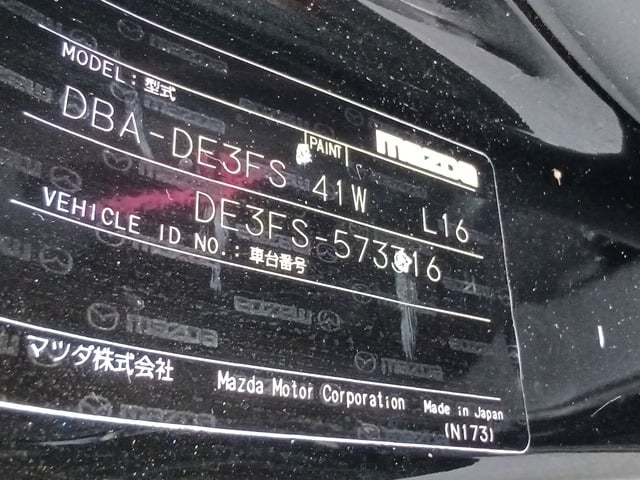 mazda
MODEL: 型式
PAINT
DBA-DE3FS 41W L16
DE3FS-573316
VEHICLE ID NO.: 車台番号
マツダ株式会社 Mazda Motor Corporation Made in Japan
(N173)